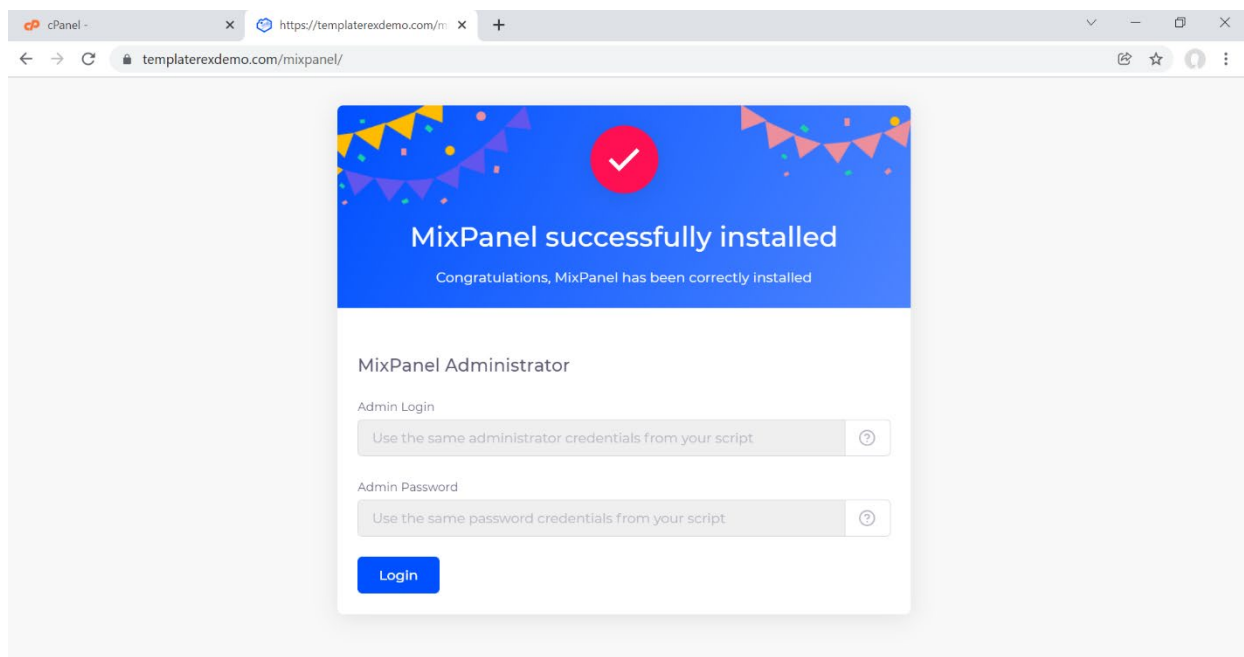 cPanel -
https://templaterexdemo.com/m
templaterexdemo.com/mixpanel/
MixPanel successfully installed
Congratulations, MixPanel has been correctly installed
MixPanel Administrator
Admin Login
Use the same administrator credentials from your script
Admin Password
Use the same password credentials from your script
Login